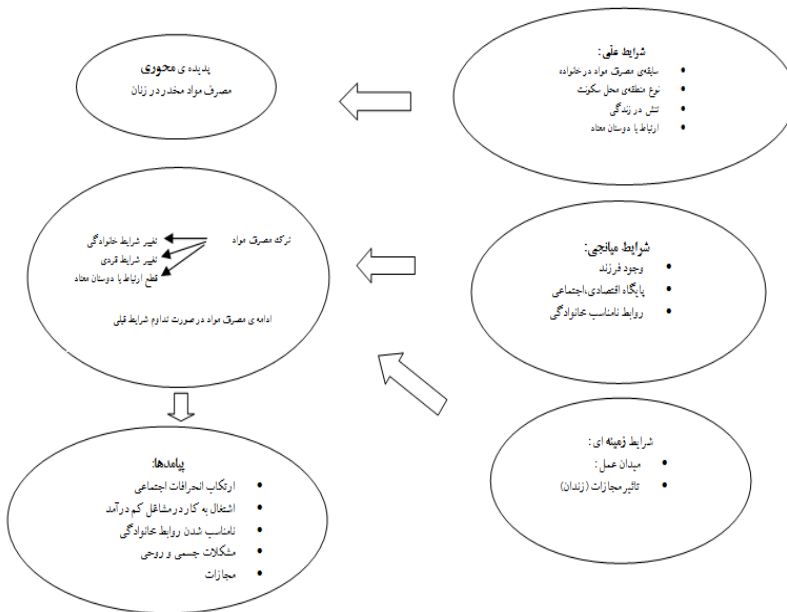 شرایط علی:
سابقه‌ی مصرف مواد در خانواده
نوع منطقه‌ی محل سکونت
تنش در زندگی
ارتباط با دوستان معتاد
پدیده ی محوری
مصرف مواد مخدر در زنان
شرایط میانجی:
وجود فرزند
پایگاه اقتصادی،اجتماعی
روابط نامناسب خانوادگی
ترک مصرف مواد
تغییر شرایط خانوادگی
تغییر شرایط فردی
قطع ارتباط با دوستان معتاد
ادامه ی مصرف مواد در صورت تداوم شرایط قبلی
شرایط زمینه ای:
میدان عمل:
تاثیر مجازات (زندان)
پیامدها:
ارتکاب انحرافات اجتماعی
اشتغال به کار در مشاغل کم درآمد
نامناسب شدن روابط خانوادگی
مشکلات جسمی و روحی
مجازات